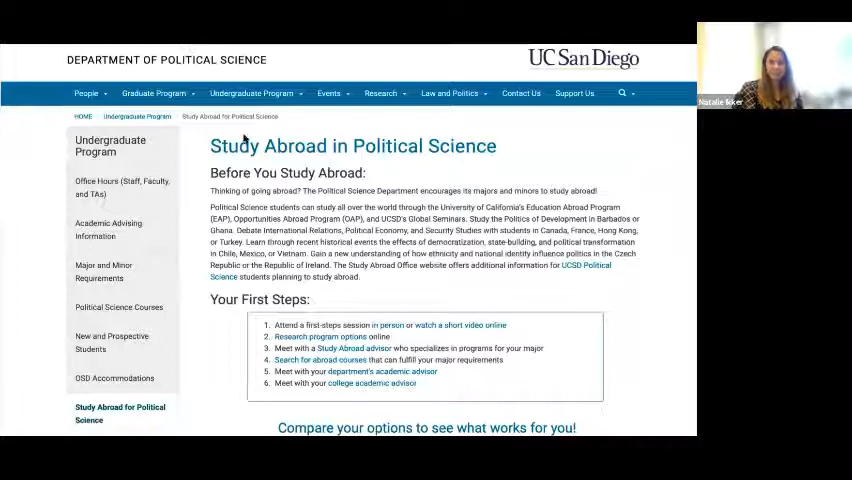 DEPARTMENT OF POLITICAL SCIENCE
UC San Diego
People
Graduate Program
Undergraduate Program
Events
Research
Law and Politics
Contact Us
Support Us
Natalie Ikker
HOME
Undergraduate Program
Study Abroad for Political Science
Undergraduate
Program
Office Hours (Staff, Faculty,
and TAs)
Academic Advising
Information
Major and Minor
Requirements
Political Science Courses
New and Prospective
Students
OSD Accommodations
Study Abroad for Political
Science
Study Abroad in Political Science
Before You Study Abroad:
Thinking of going abroad? The Political Science Department encourages its majors and minors to study abroad!
Political Science students can study all over the world through the University of California's Education Abroad Program
(EAP), Opportunities Abroad Program (OAP), and UCSD's Global Seminars. Study the Politics of Development in Barbados or
Ghana. Debate International Relations, Political Economy, and Security Studies with students in Canada, France, Hong Kong,
or Turkey. Learn through recent historical events the effects of democratization, state-building, and political transformation
in Chile, Mexico, or Vietnam. Gain a new understanding of how ethnicity and national identify influence politics in the Czech
Republic or the Republic of Ireland. The Study Abroad Office website offers additional information for UCSD Political
Science students planning to study abroad.
Your First Steps:
1. Attend a first-steps session in person or watch a short video online
2. Research program options online
3. Meet with a Study Abroad advisor who specializes in programs for your major
4. Search for abroad courses that can fulfill your major requirements
5. Meet with your department's academic advisor
6. Meet with your college academic advisor
Compare your options to see what works for you!